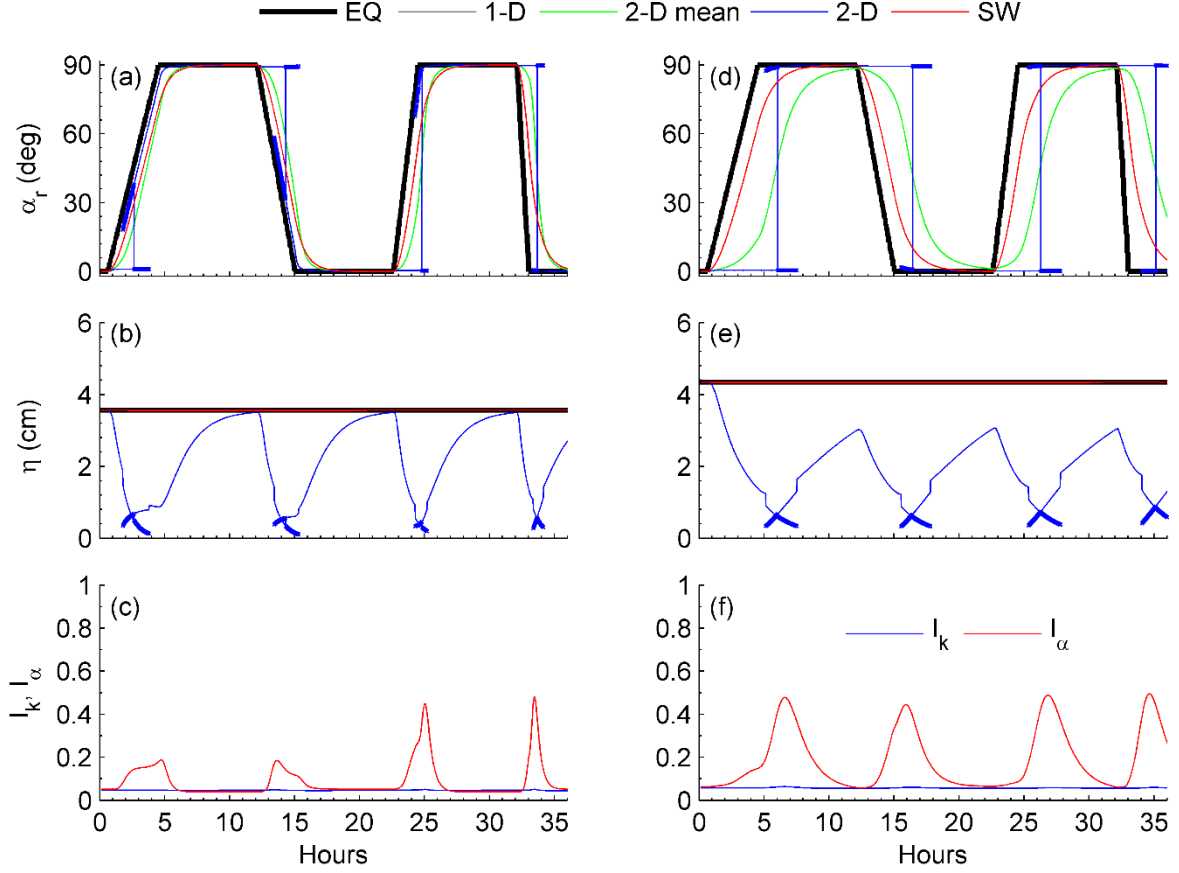 EQ 1-D 2-D mean 2-D SW
(a) (d)
90 90
60 60
30 30
0 0
α_r (deg)
(b) (e)
6 6
4 4
2 2
0 0
η (cm)
(c) (f)
I_k I_α
1 1
0.8 0.8
0.6 0.6
0.4 0.4
0.2 0.2
0 0
I_k, I_α
0 5 10 15 20 25 30 35 0 5 10 15 20 25 30 35
Hours Hours